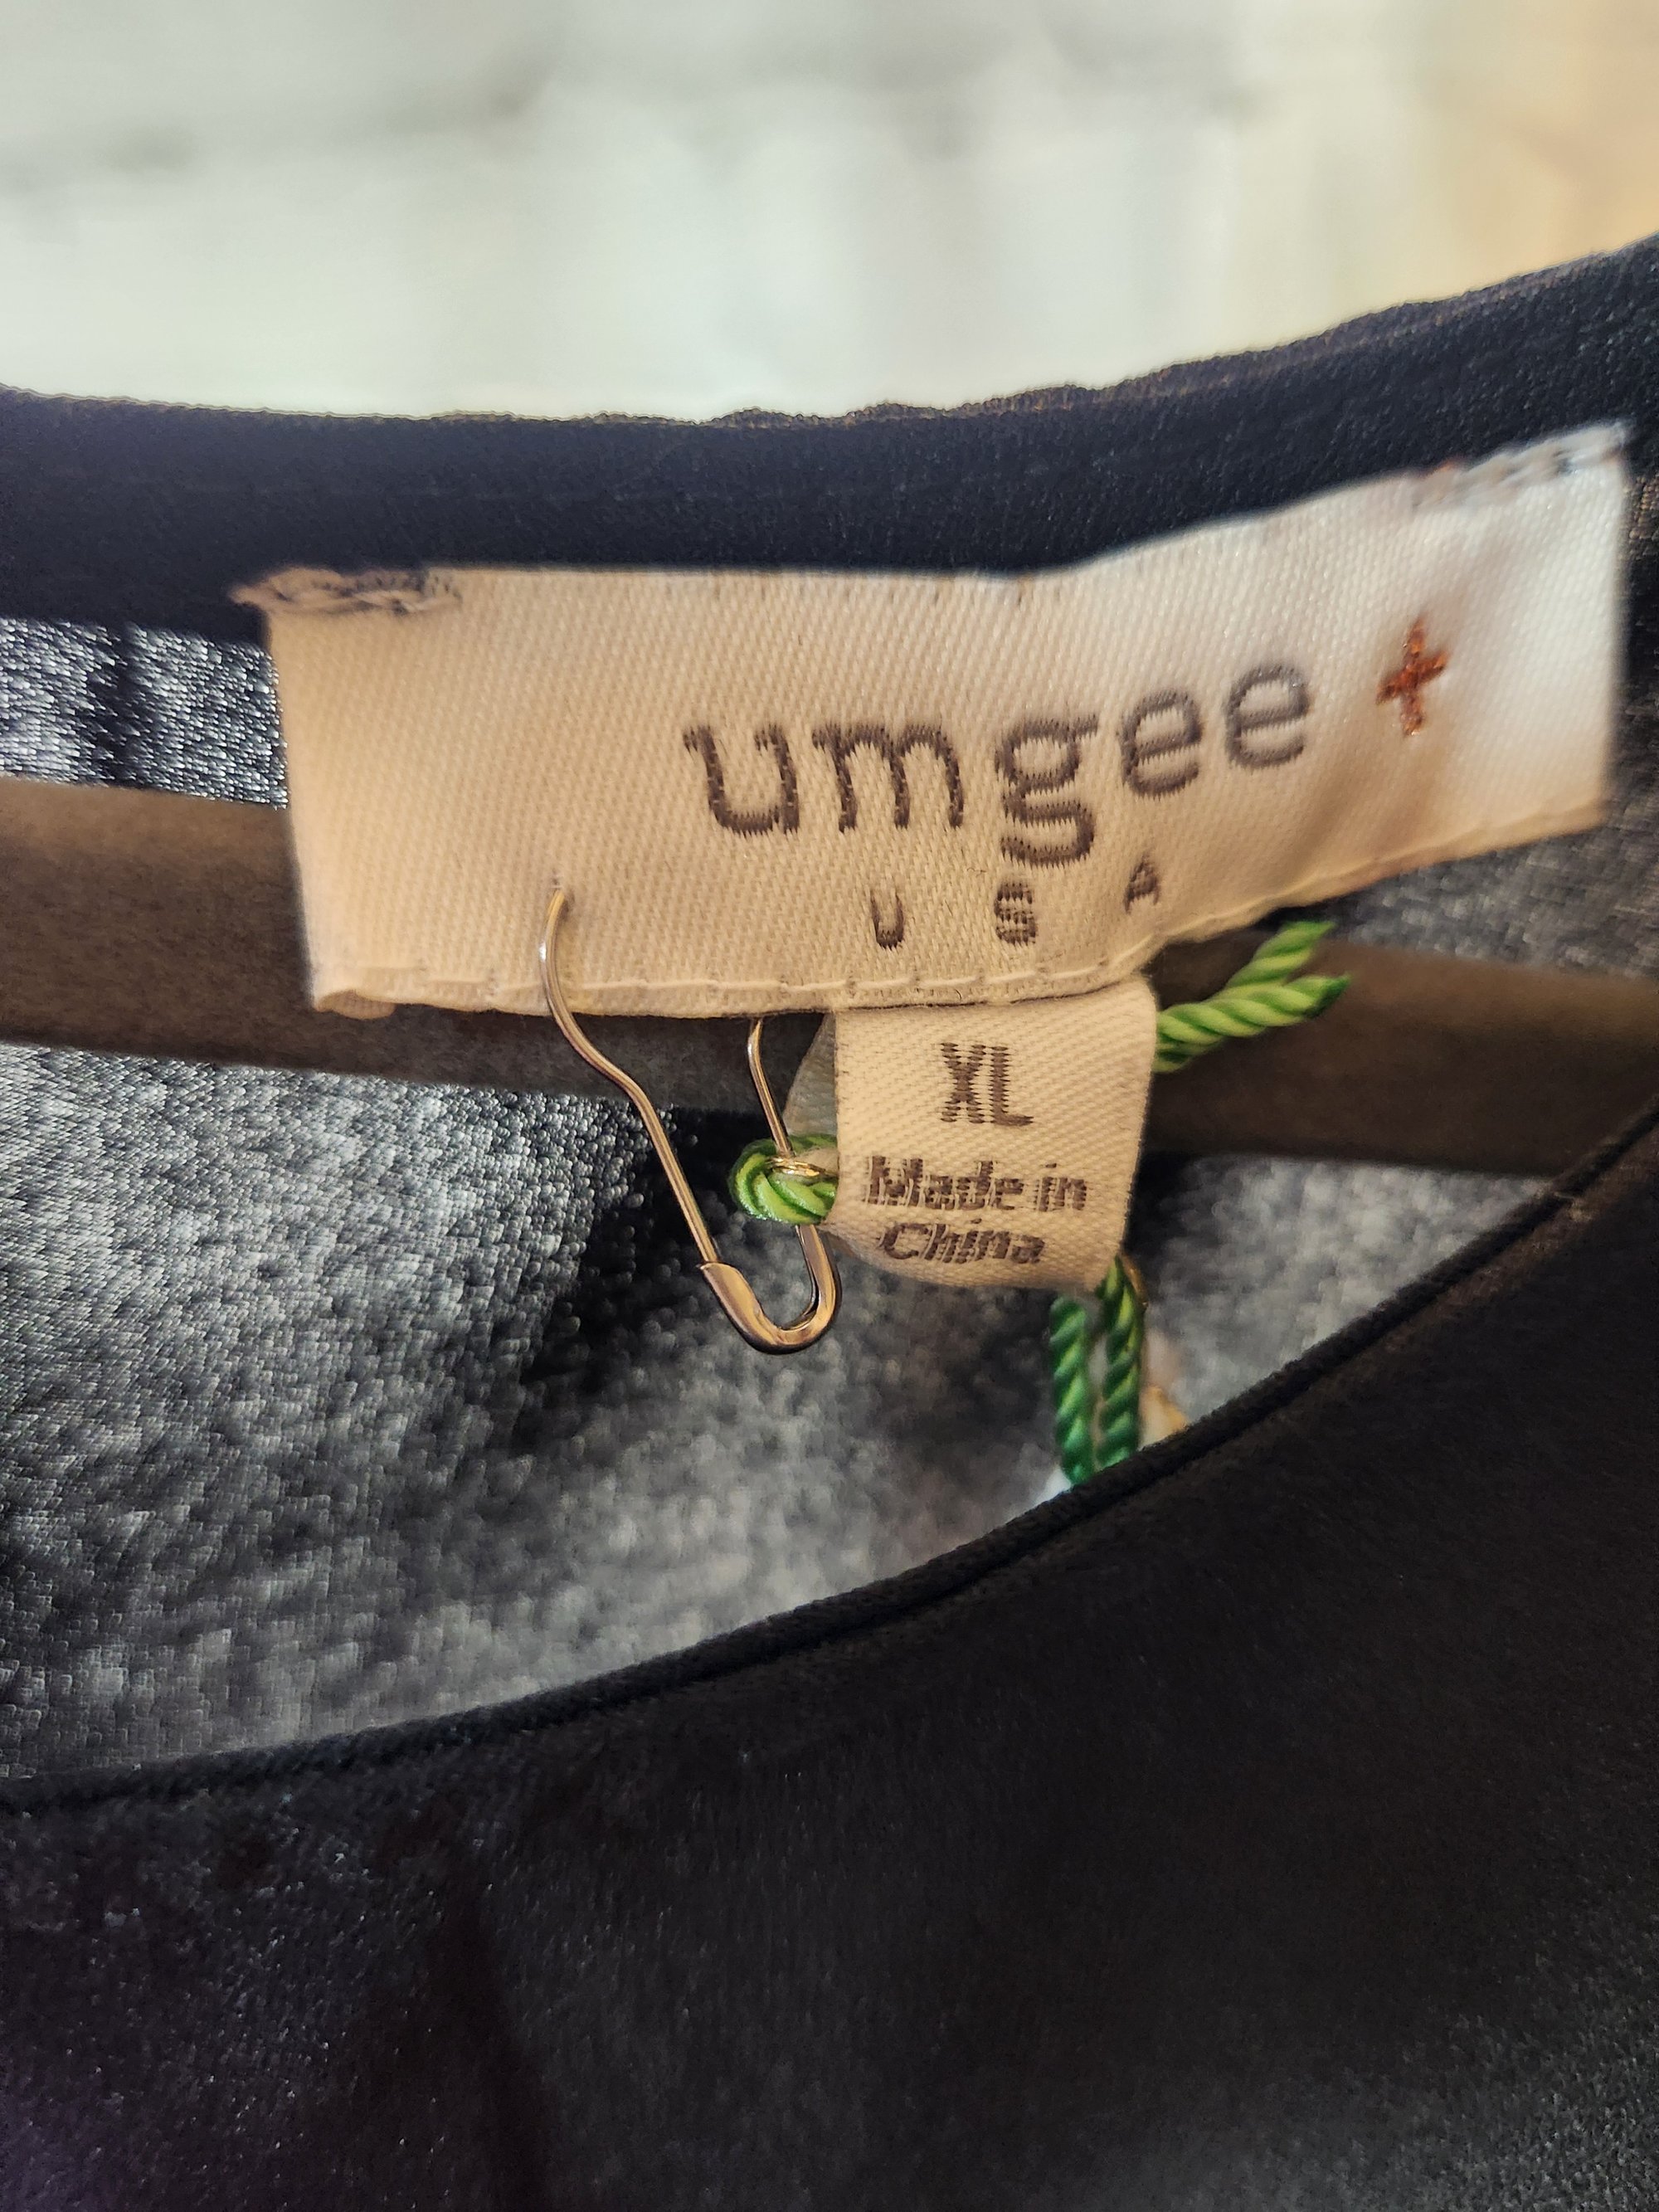 umgee +
USA
XL
Made in
China